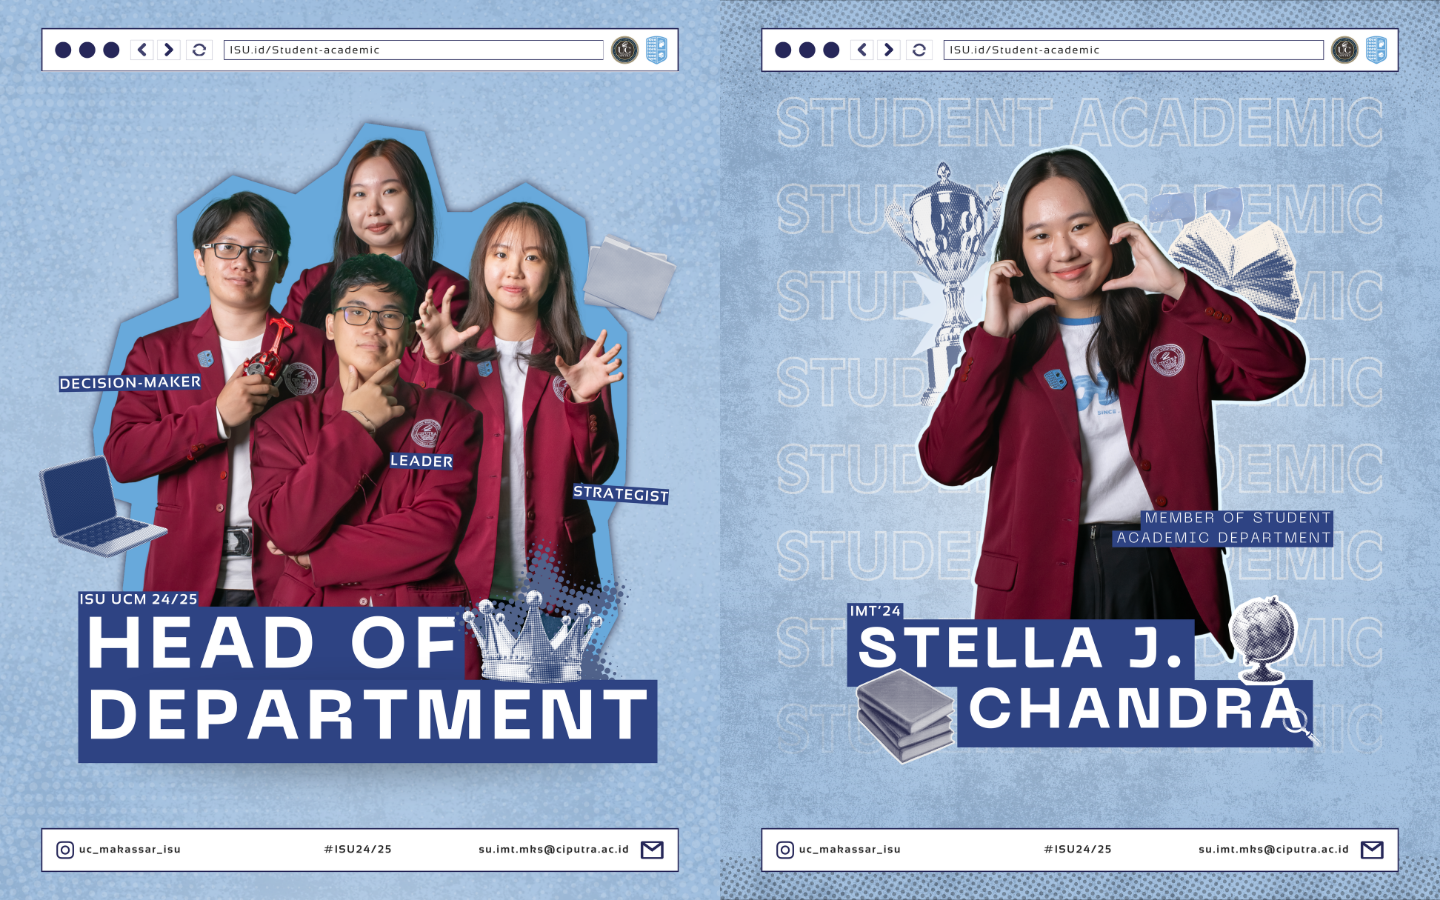 ISU.id/Student-academic
DECISION-MAKER
LEADER
STRATEGIST
ISU UCM 24/25
HEAD OF
DEPARTMENT
uc_makassar_isu
#ISU24/25
su.imt.mks@ciputra.ac.id
ISU.id/Student-academic
UC
STUDENT ACADEMIC
STUDENT ACADEMIC
STUDENT ACADEMIC
STUDENT ACADEMIC
STUDENT ACADEMIC
STUDENT ACADEMIC
STUDENT ACADEMIC
STUDENT ACADEMIC
MEMBER OF STUDENT
ACADEMIC DEPARTMENT
IMT'24
STELLA J.
CHANDRA
uc_makassar_isu
#ISU24/25
su.imt.mks@ciputra.ac.id